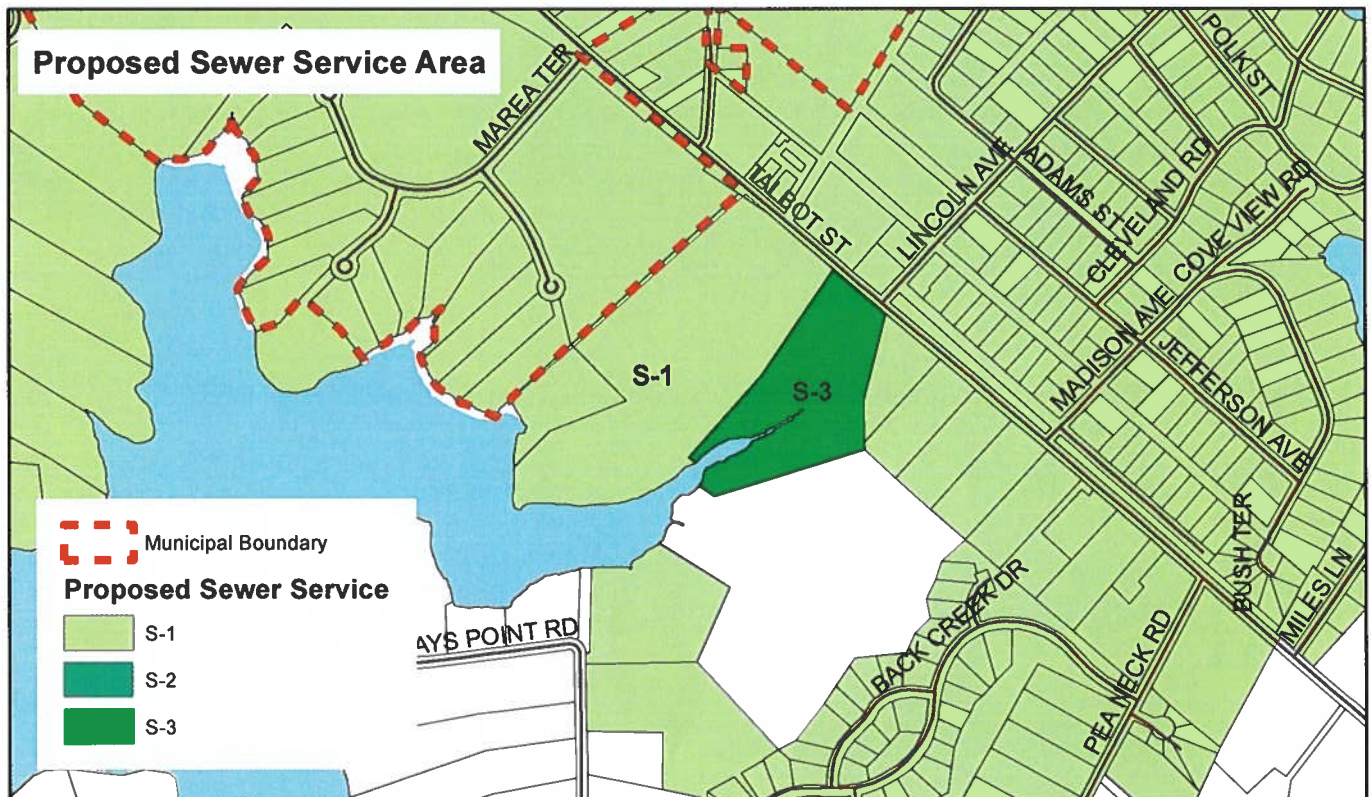 Proposed Sewer Service Area
MAREA TER
POLK ST
TALBOT ST
LINCOLN AVE
ADAMS ST
CLEVELAND RD
COVE VIEW RD
MADISON AVE
JEFFERSON AVE
S-1
S-3
BUSH TER
MILES LN
BACK CREEK DR
PEA NECK RD
AYS POINT RD
Municipal Boundary
Proposed Sewer Service
S-1
S-2
S-3